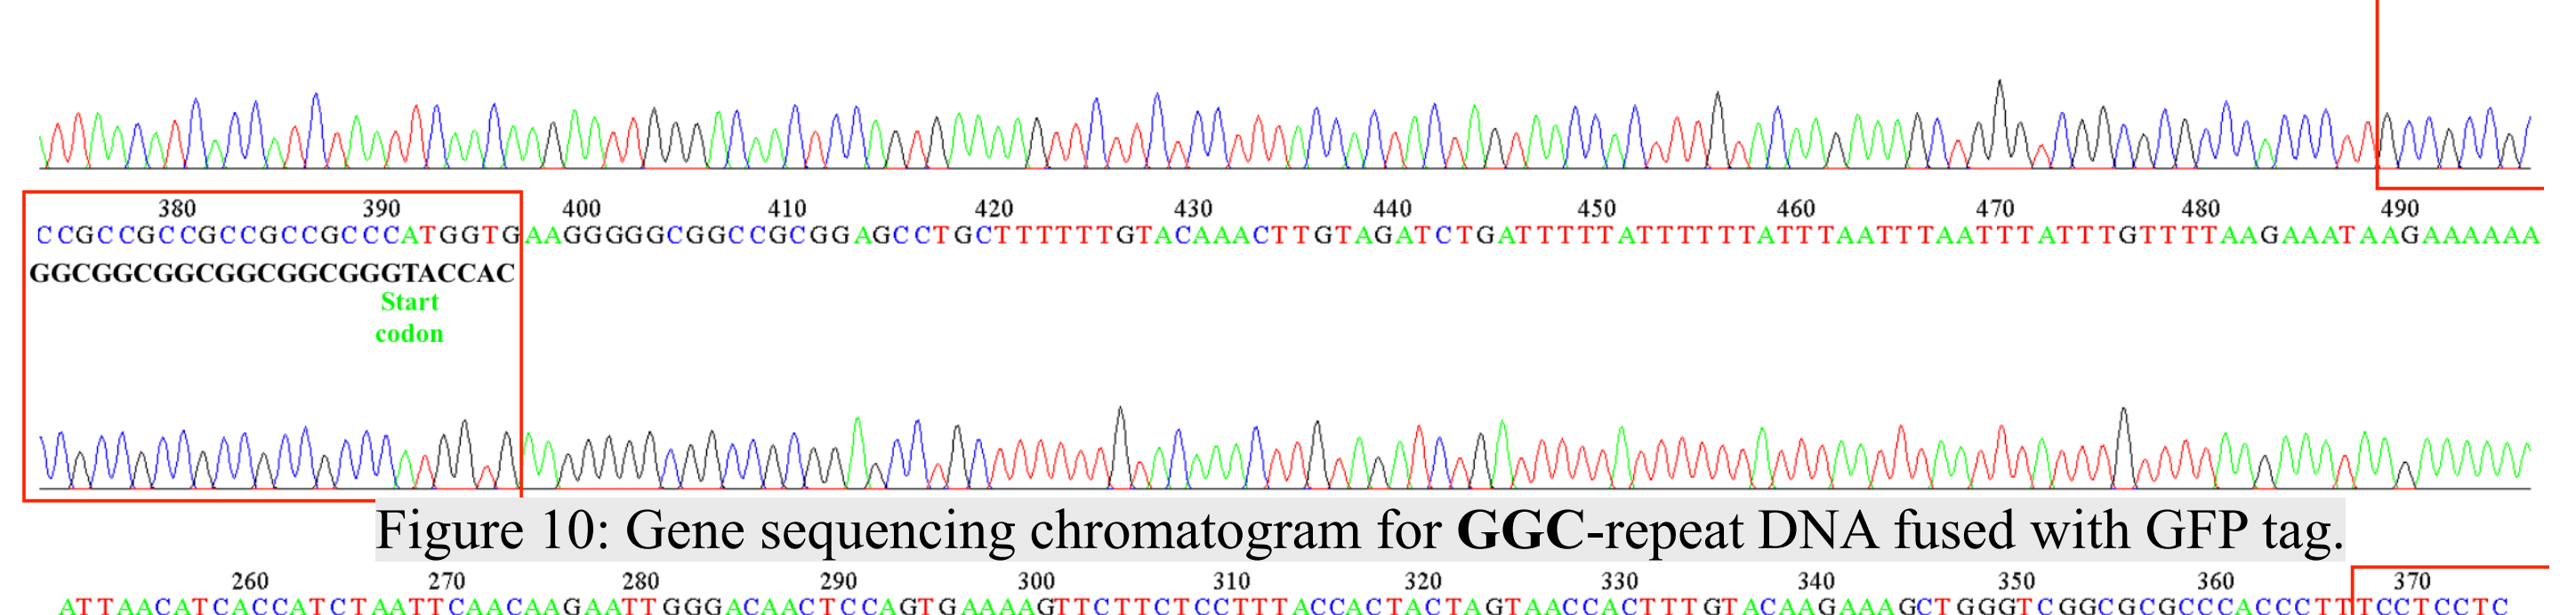 380 390 400 410 420 430 440 450 460 470 480 490
CCGCCGCCGCCGCCGCCCATGGTGAAGGGGGCGGCCGCGGAGCCTGCTTTTTTGTACAAACTTGTAGATCTGATTTTTATTTTTTATTTAATTTAATTTATTTGTTTTAAGAAATAAGAAAAAA
GGCGGCGGCGGCGGCGGGTACCAC
Start
codon
Figure 10: Gene sequencing chromatogram for GGC-repeat DNA fused with GFP tag.
260 270 280 290 300 310 320 330 340 350 360 370
ATTAACATCACCATCTAATTCAACAAGAATTGGGACAACTCCAGTGAAAAGTTCTTCTCCTTTACCACTACTAGTAACCACTTTGTACAAGAAAGCTGGGTCGGCGCGCCCACCCTTTCCTCCTC